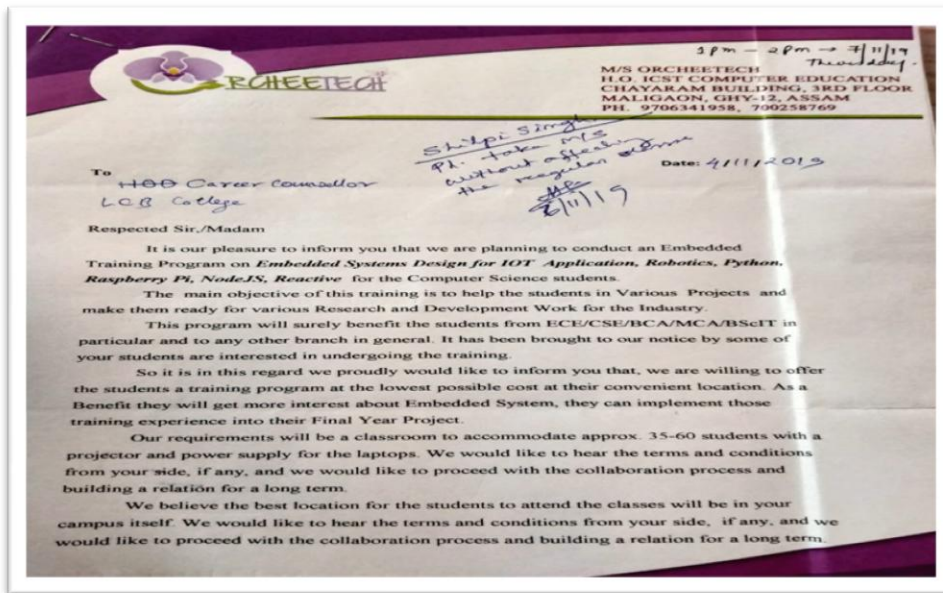 1pm – 2pm → 7/11/19
Thursday.
ORCHEETECH
M/S ORCHEETECH
H.O. ICST COMPUTER EDUCATION
CHAYARAM BUILDING, 3RD FLOOR
MALIGAON, GHY-12, ASSAM
PH. 9706341958, 700258769
Shilpi Singh
Pl. take
without affecting
the regular
6/11/19
Date: 4/11/2019
To
HOD Career Counsellor
LCB College
Respected Sir./Madam
It is our pleasure to inform you that we are planning to conduct an Embedded
Training Program on Embedded Systems Design for IOT Application, Robotics, Python,
Raspberry Pi, NodeJS, Reactive for the Computer Science students.
The main objective of this training is to help the students in Various Projects and
make them ready for various Research and Development Work for the Industry.
This program will surely benefit the students from ECE/CSE/BCA/MCA/BScIT in
particular and to any other branch in general. It has been brought to our notice by some of
your students are interested in undergoing the training.
So it is in this regard we proudly would like to inform you that, we are willing to offer
the students a training program at the lowest possible cost at their convenient location. As a
Benefit they will get more interest about Embedded System, they can implement those
training experience into their Final Year Project.
Our requirements will be a classroom to accommodate approx. 35-60 students with a
projector and power supply for the laptops. We would like to hear the terms and conditions
from your side, if any, and we would like to proceed with the collaboration process and
building a relation for a long term.
We believe the best location for the students to attend the classes will be in your
campus itself. We would like to hear the terms and conditions from your side, if any, and we
would like to proceed with the collaboration process and building a relation for a long term.